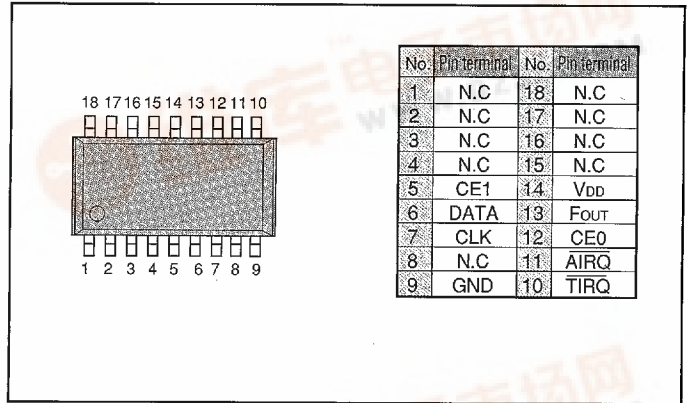 18 17 16 15 14 13 12 11 10
1 2 3 4 5 6 7 8 9
No. Pin terminal No. Pin terminal
1 N.C 18 N.C
2 N.C 17 N.C
3 N.C 16 N.C
4 N.C 15 N.C
5 CE1 14 VDD
6 DATA 13 FOUT
7 CLK 12 CE0
8 N.C 11 AIRQ
9 GND 10 TIRQ